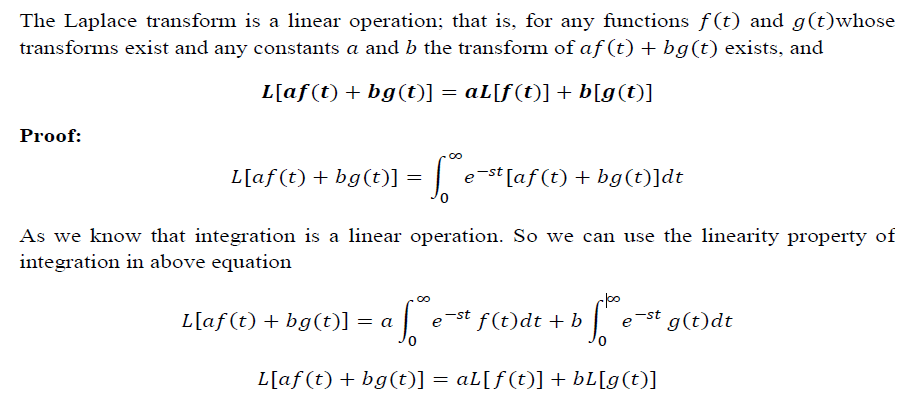 The Laplace transform is a linear operation; that is, for any functions f(t) and g(t)whose
transforms exist and any constants a and b the transform of af(t) + bg(t) exists, and
L[af(t) + bg(t)] = aL[f(t)] + b[g(t)]
Proof:
L[af(t) + bg(t)] = ∫₀^∞ e^{−st}[af(t) + bg(t)]dt
As we know that integration is a linear operation. So we can use the linearity property of
integration in above equation
L[af(t) + bg(t)] = a ∫₀^∞ e^{−st} f(t)dt + b ∫₀^∞ e^{−st} g(t)dt
L[af(t) + bg(t)] = aL[f(t)] + bL[g(t)]